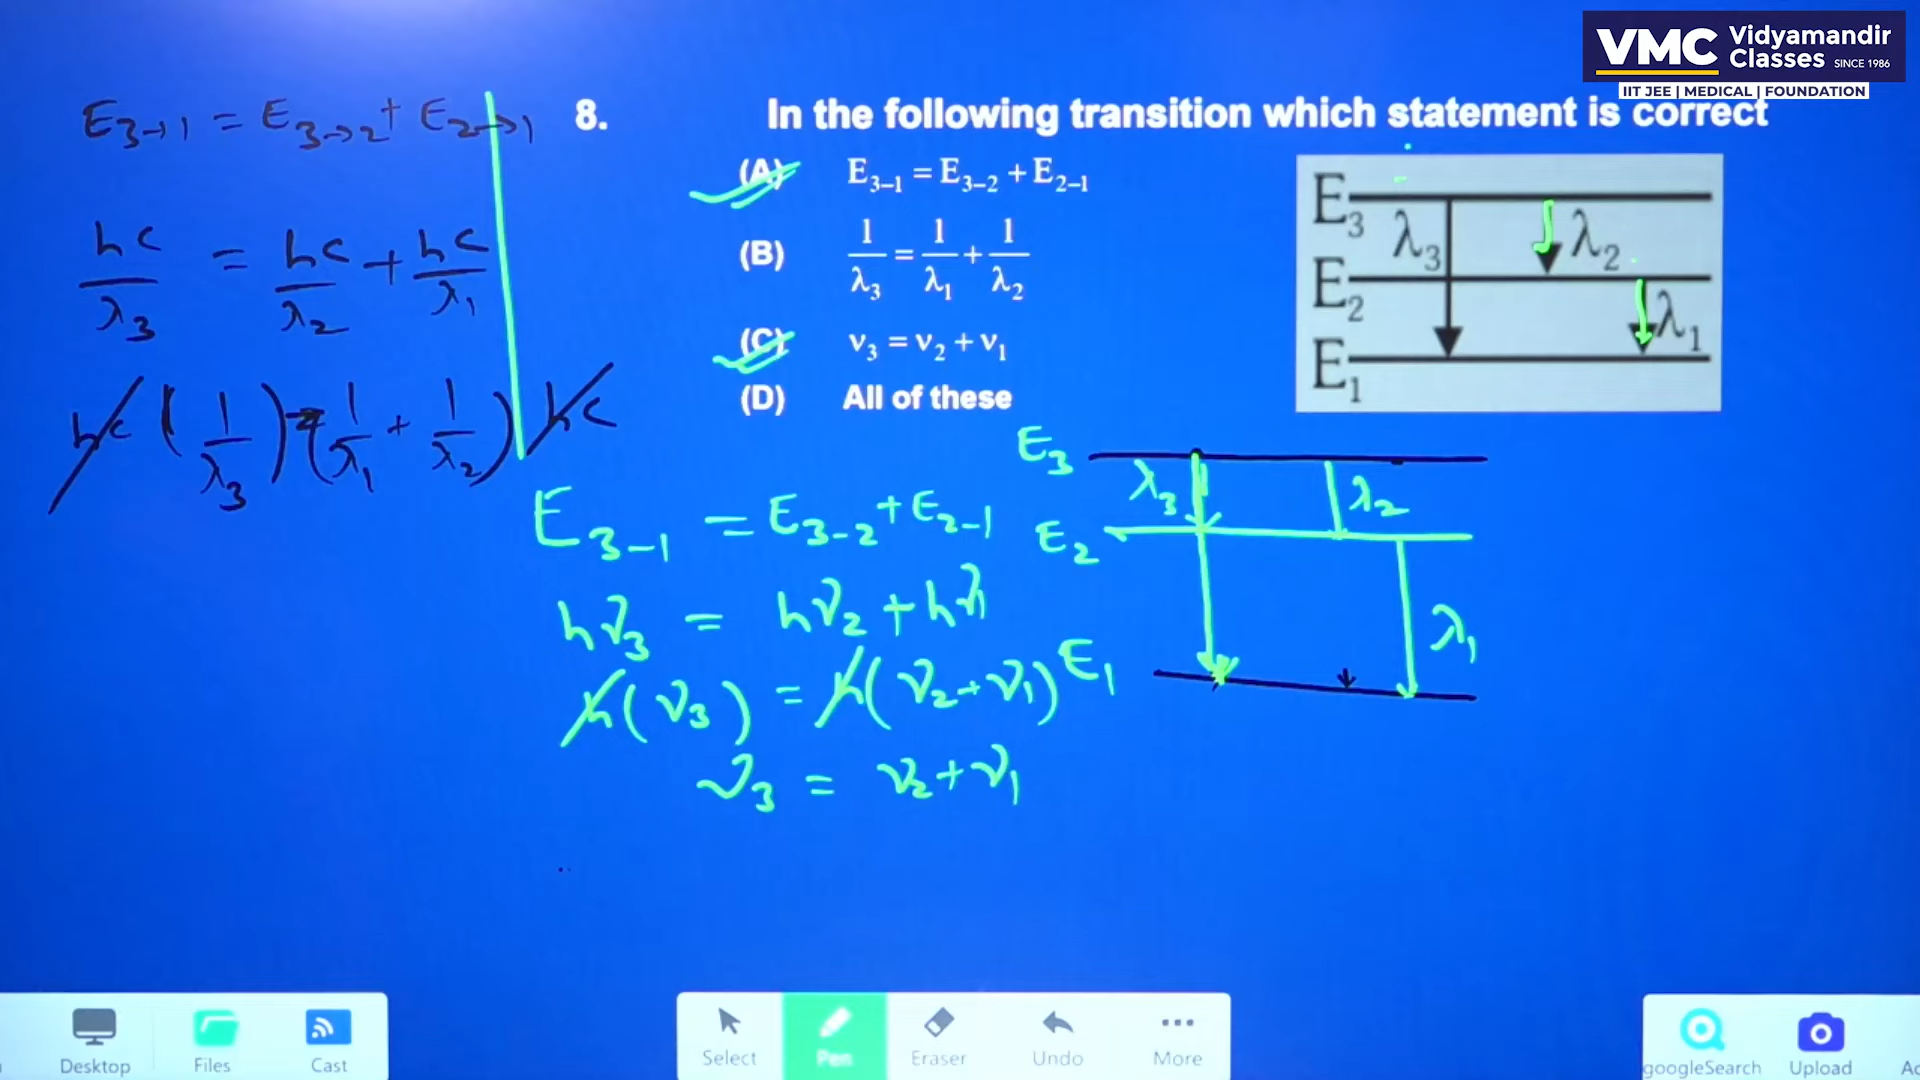 VMC Vidyamandir Classes SINCE 1986
IIT JEE | MEDICAL | FOUNDATION
8. In the following transition which statement is correct
(A) E₃₋₁ = E₃₋₂ + E₂₋₁
(B) 1/λ₃ = 1/λ₁ + 1/λ₂
(C) ν₃ = ν₂ + ν₁
(D) All of these
E₃ λ₃ λ₂
E₂ λ₁
E₁
E₃→₁ = E₃→₂ + E₂→₁
hc/λ₃ = hc/λ₂ + hc/λ₁
hc (1/λ₃) = (1/λ₁ + 1/λ₂) hc
E₃₋₁ = E₃₋₂ + E₂₋₁
hν₃ = hν₂ + hν₁
h(ν₃) = h(ν₂+ν₁)
ν₃ = ν₂+ν₁
E₃ λ₃ λ₂
E₂ λ₁
E₁
Desktop
Files
Cast
Select
Pen
Eraser
Undo
More
googleSearch
Upload